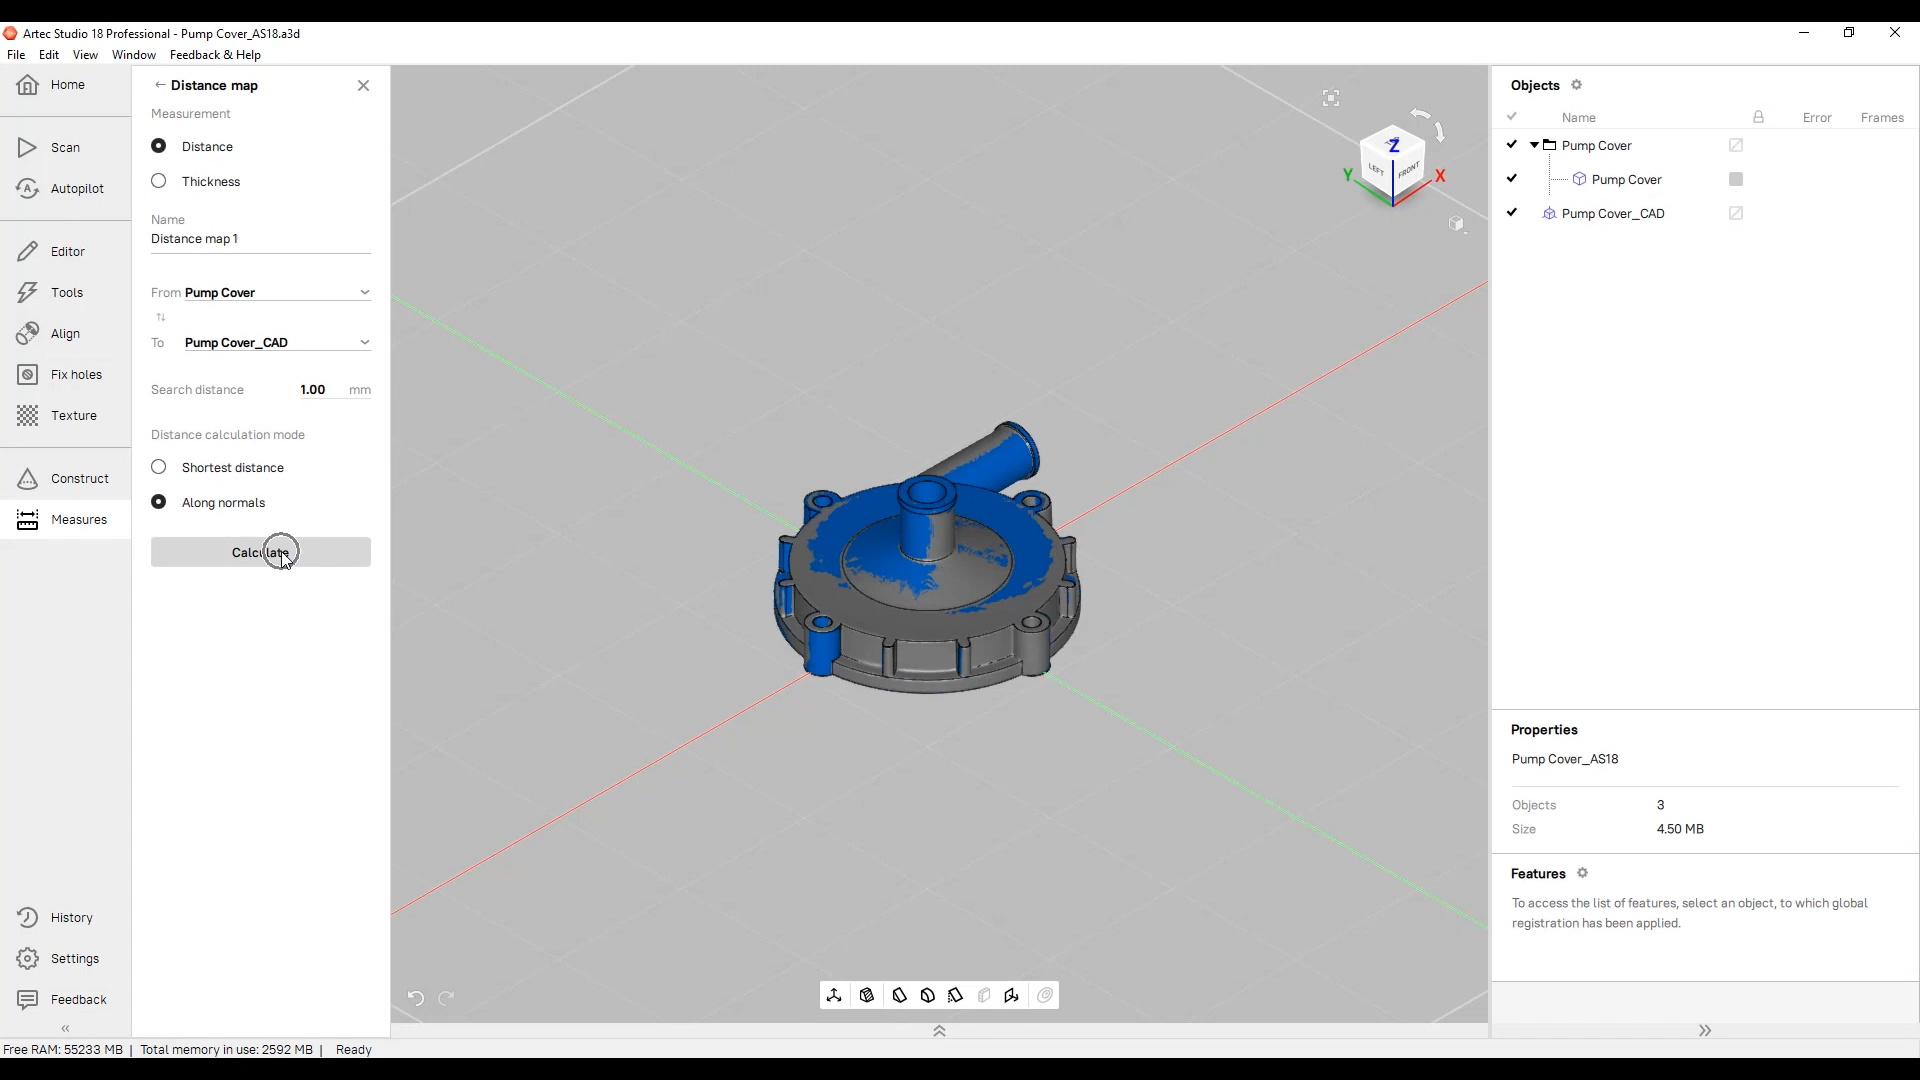 Artec Studio 18 Professional - Pump Cover_AS18.a3d
File Edit View Window Feedback & Help
Home
Scan
Autopilot
Editor
Tools
Align
Fix holes
Texture
Construct
Measures
History
Settings
Feedback
Distance map
Measurement
Distance
Thickness
Name
Distance map 1
From Pump Cover
To Pump Cover_CAD
Search distance 1.00 mm
Distance calculation mode
Shortest distance
Along normals
Calculate
Z
LEFT FRONT
Y X
Objects
Name Error Frames
Pump Cover
Pump Cover
Pump Cover_CAD
Properties
Pump Cover_AS18
Objects 3
Size 4.50 MB
Features
To access the list of features, select an object, to which global
registration has been applied.
Free RAM: 55233 MB | Total memory in use: 2592 MB | Ready